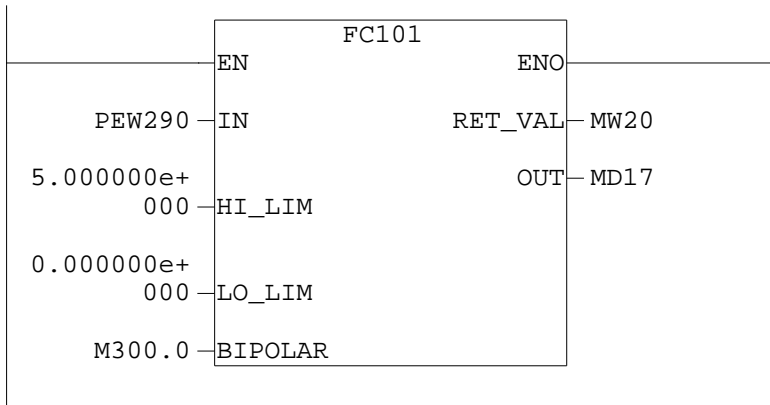 FC101
EN ENO
PEW290 IN RET_VAL MW20
5.000000e+ OUT MD17
000 HI_LIM
0.000000e+
000 LO_LIM
M300.0 BIPOLAR